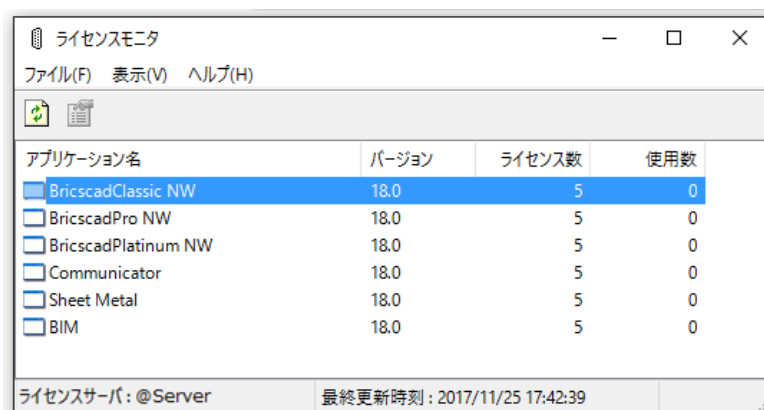 ライセンスモニタ
ファイル(F) 表示(V) ヘルプ(H)
アプリケーション名 バージョン ライセンス数 使用数
BricscadClassic NW 18.0 5 0
BricscadPro NW 18.0 5 0
BricscadPlatinum NW 18.0 5 0
Communicator 18.0 5 0
Sheet Metal 18.0 5 0
BIM 18.0 5 0
ライセンスサーバ : @Server 最終更新時刻 : 2017/11/25 17:42:39